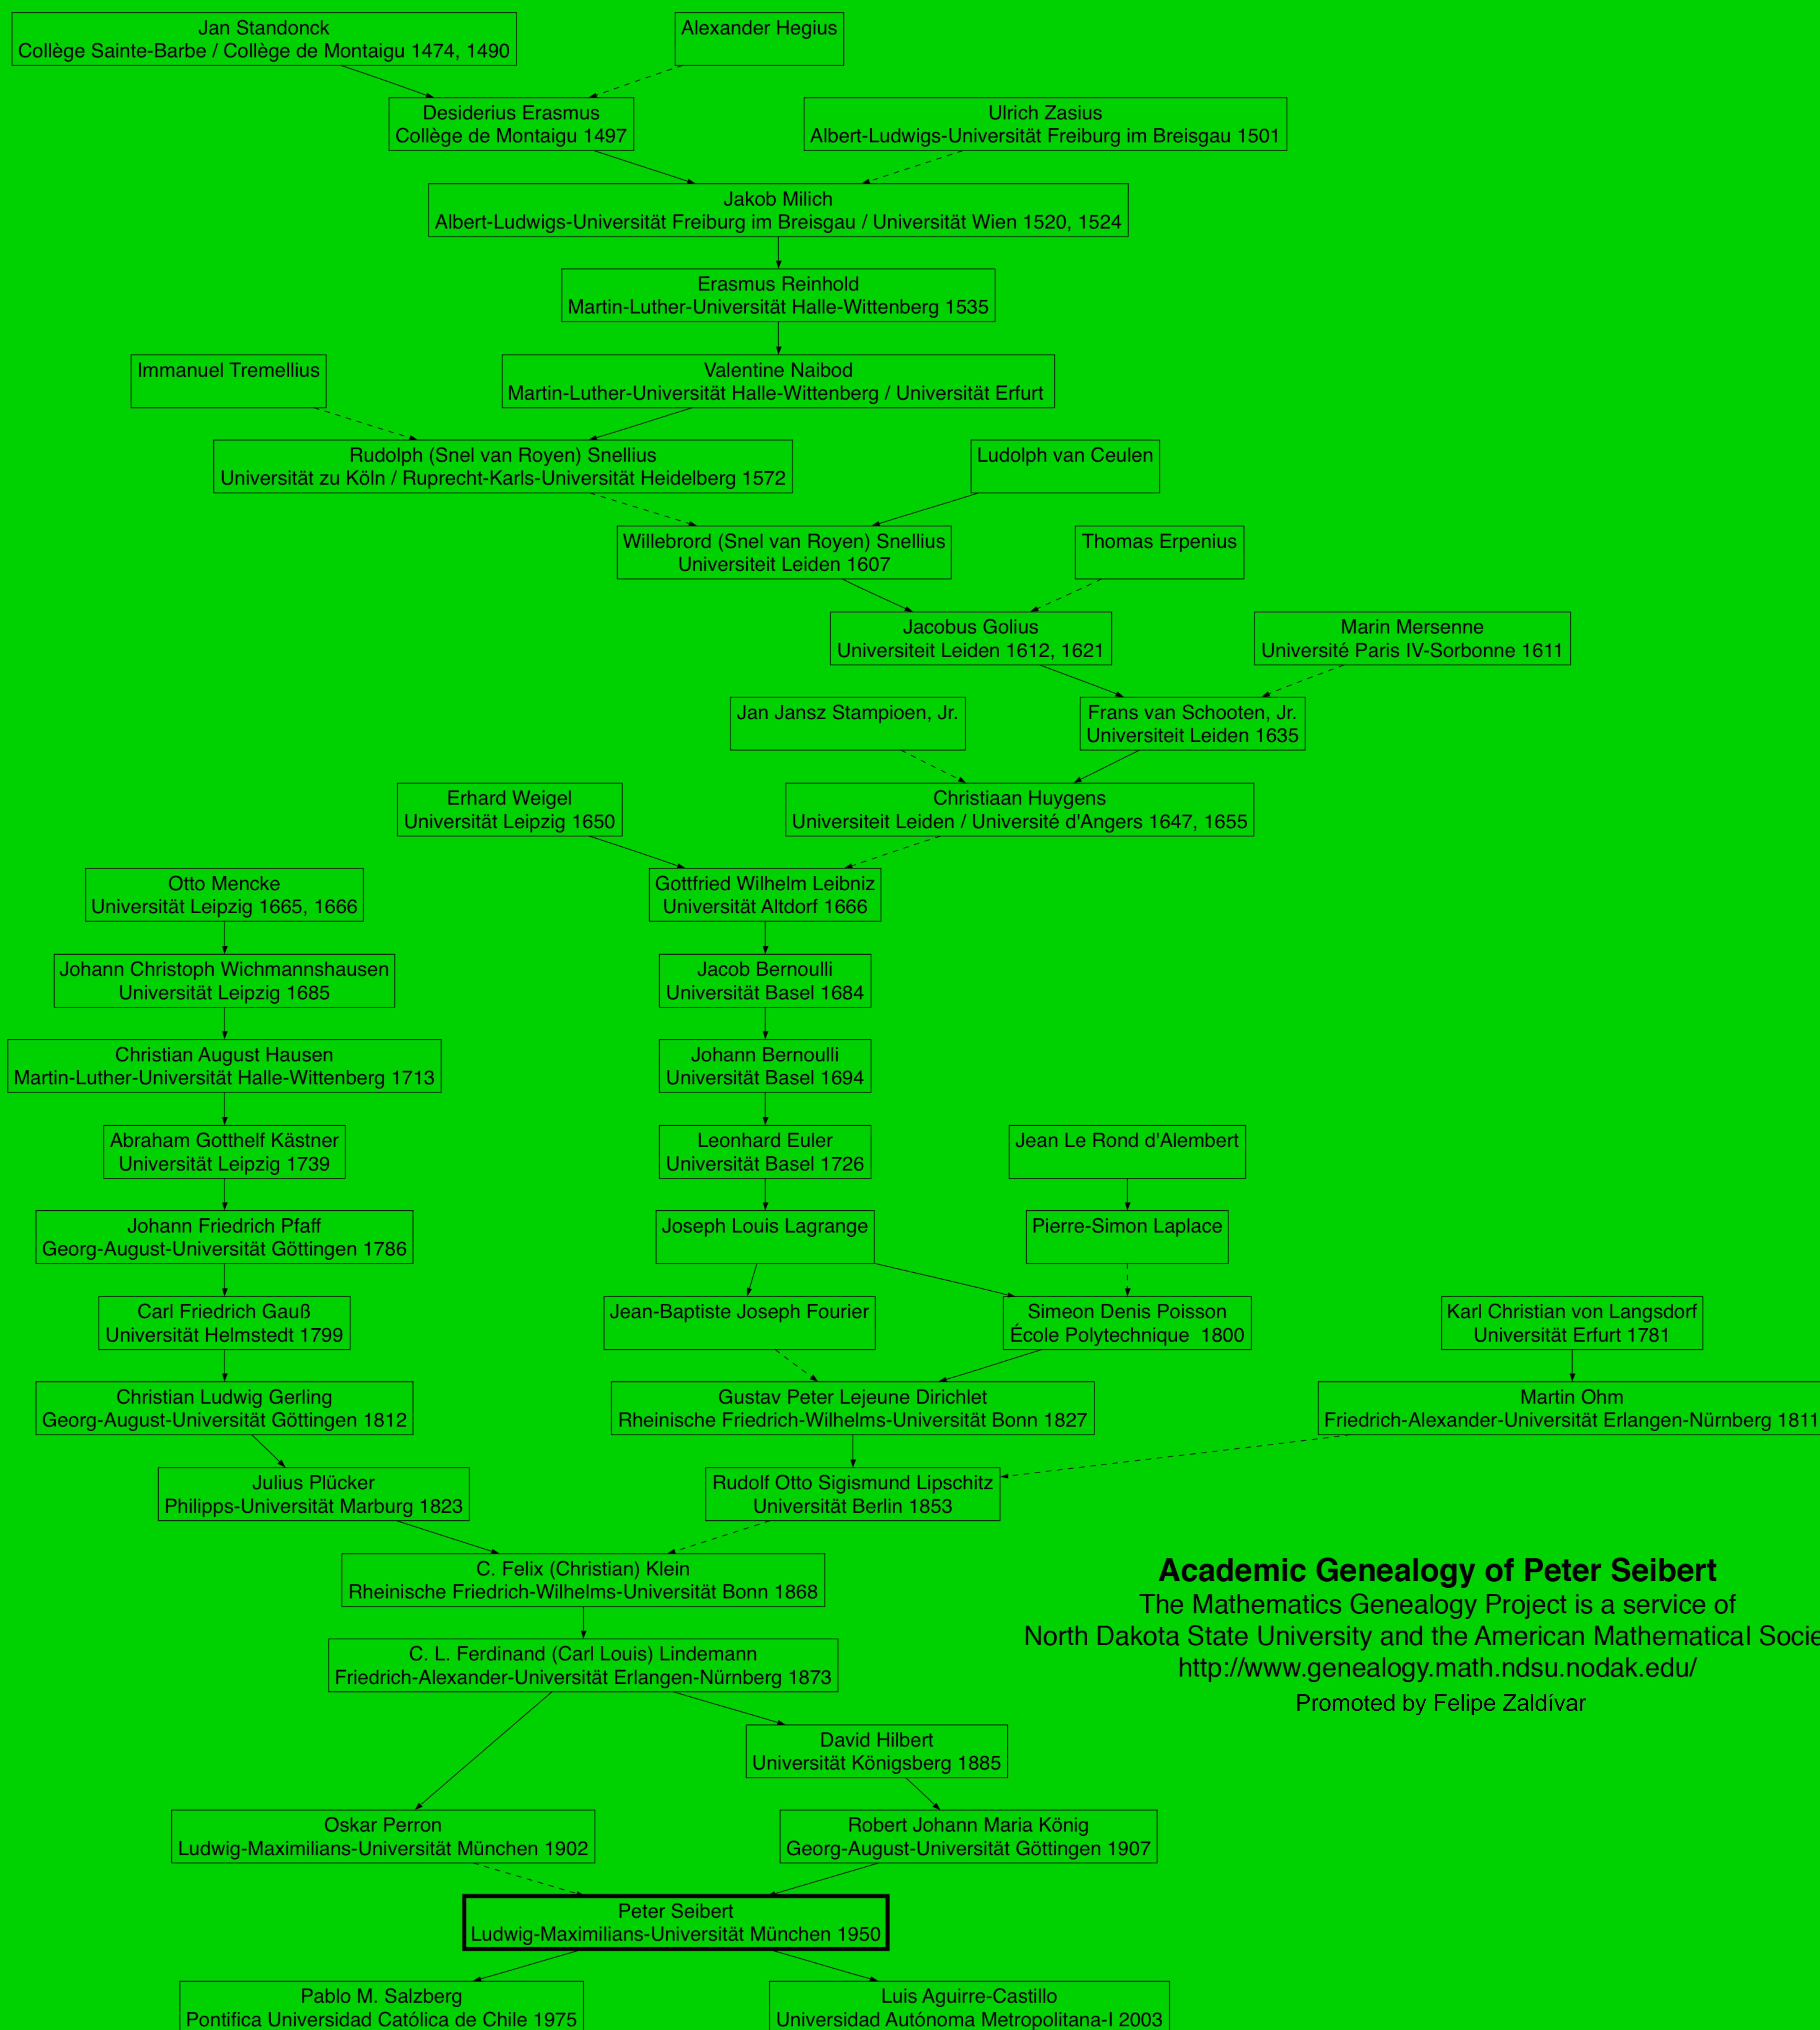 Jan Standonck
Collège Sainte-Barbe / Collège de Montaigu 1474, 1490
Alexander Hegius
Desiderius Erasmus
Collège de Montaigu 1497
Ulrich Zasius
Albert-Ludwigs-Universität Freiburg im Breisgau 1501
Jakob Milich
Albert-Ludwigs-Universität Freiburg im Breisgau / Universität Wien 1520, 1524
Erasmus Reinhold
Martin-Luther-Universität Halle-Wittenberg 1535
Immanuel Tremellius
Valentine Naibod
Martin-Luther-Universität Halle-Wittenberg / Universität Erfurt
Rudolph (Snel van Royen) Snellius
Universität zu Köln / Ruprecht-Karls-Universität Heidelberg 1572
Ludolph van Ceulen
Willebrord (Snel van Royen) Snellius
Universiteit Leiden 1607
Thomas Erpenius
Jacobus Golius
Universiteit Leiden 1612, 1621
Marin Mersenne
Université Paris IV-Sorbonne 1611
Jan Jansz Stampioen, Jr.
Frans van Schooten, Jr.
Universiteit Leiden 1635
Erhard Weigel
Universität Leipzig 1650
Christiaan Huygens
Universiteit Leiden / Université d'Angers 1647, 1655
Otto Mencke
Universität Leipzig 1665, 1666
Gottfried Wilhelm Leibniz
Universität Altdorf 1666
Johann Christoph Wichmannshausen
Universität Leipzig 1685
Jacob Bernoulli
Universität Basel 1684
Christian August Hausen
Martin-Luther-Universität Halle-Wittenberg 1713
Johann Bernoulli
Universität Basel 1694
Abraham Gotthelf Kästner
Universität Leipzig 1739
Leonhard Euler
Universität Basel 1726
Jean Le Rond d'Alembert
Johann Friedrich Pfaff
Georg-August-Universität Göttingen 1786
Joseph Louis Lagrange
Pierre-Simon Laplace
Carl Friedrich Gauß
Universität Helmstedt 1799
Jean-Baptiste Joseph Fourier
Simeon Denis Poisson
École Polytechnique 1800
Karl Christian von Langsdorf
Universität Erfurt 1781
Christian Ludwig Gerling
Georg-August-Universität Göttingen 1812
Gustav Peter Lejeune Dirichlet
Rheinische Friedrich-Wilhelms-Universität Bonn 1827
Martin Ohm
Friedrich-Alexander-Universität Erlangen-Nürnberg 1811
Julius Plücker
Philipps-Universität Marburg 1823
Rudolf Otto Sigismund Lipschitz
Universität Berlin 1853
C. Felix (Christian) Klein
Rheinische Friedrich-Wilhelms-Universität Bonn 1868
Academic Genealogy of Peter Seibert
The Mathematics Genealogy Project is a service of
North Dakota State University and the American Mathematical Socie
http://www.genealogy.math.ndsu.nodak.edu/
Promoted by Felipe Zaldívar
C. L. Ferdinand (Carl Louis) Lindemann
Friedrich-Alexander-Universität Erlangen-Nürnberg 1873
David Hilbert
Universität Königsberg 1885
Oskar Perron
Ludwig-Maximilians-Universität München 1902
Robert Johann Maria König
Georg-August-Universität Göttingen 1907
Peter Seibert
Ludwig-Maximilians-Universität München 1950
Pablo M. Salzberg
Pontifica Universidad Católica de Chile 1975
Luis Aguirre-Castillo
Universidad Autónoma Metropolitana-I 2003